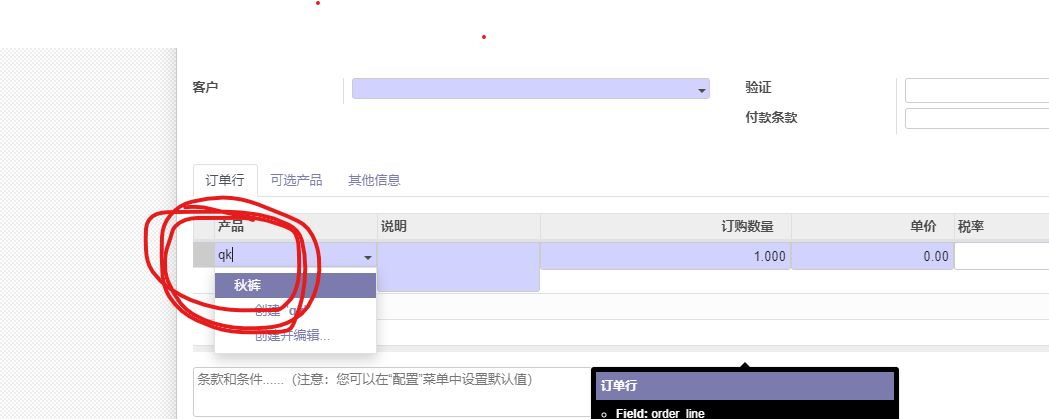 客户
验证
付款条款
订单行 可选产品 其他信息
产品 说明 订购数量 单价 税率
qk 1.000 0.00
秋裤
创建 "q
创建并编辑...
条款和条件……（注意：您可以在“配置”菜单中设置默认值）
订单行
Field: order_line